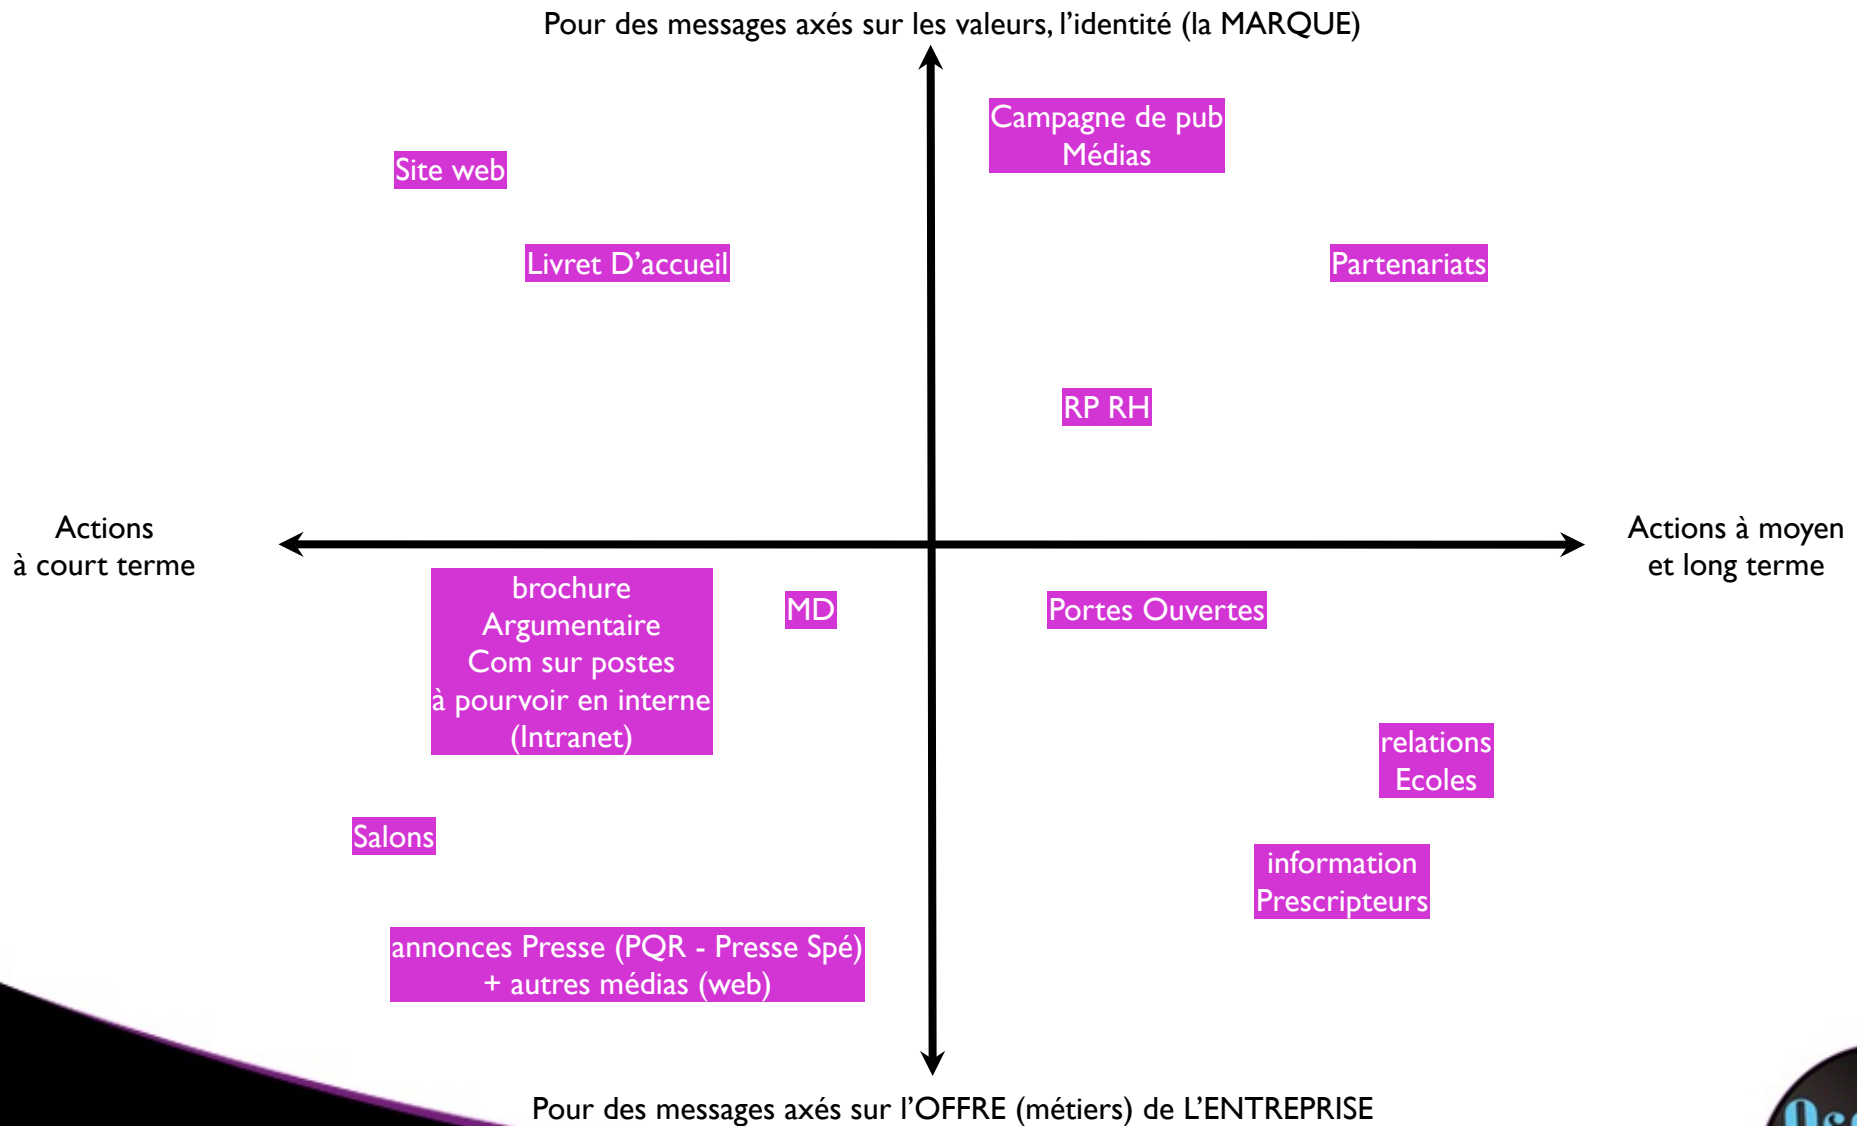 Pour des messages axés sur les valeurs, l'identité (la MARQUE)
Campagne de pub
Médias
Site web
Livret D'accueil
Partenariats
RP RH
Actions
à court terme
Actions à moyen
et long terme
brochure
Argumentaire
Com sur postes
à pourvoir en interne
(Intranet)
MD
Portes Ouvertes
relations
Ecoles
Salons
information
Prescripteurs
annonces Presse (PQR - Presse Spé)
+ autres médias (web)
Pour des messages axés sur l'OFFRE (métiers) de L'ENTREPRISE